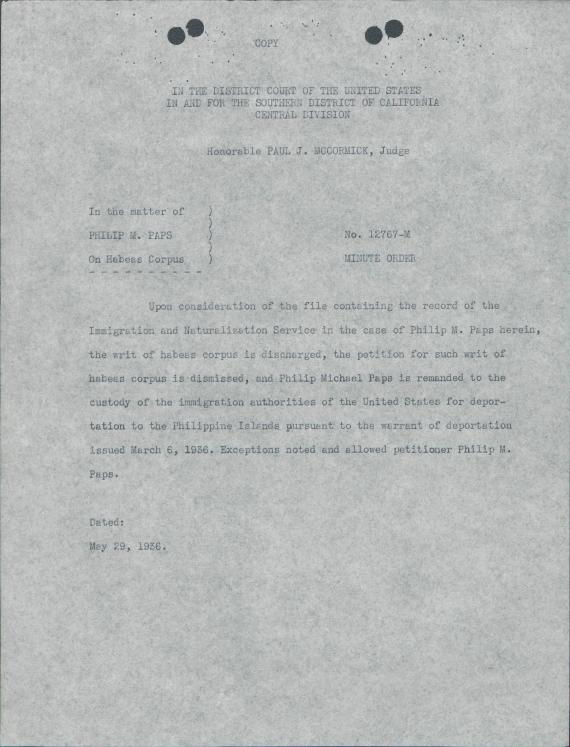 COPY
IN THE DISTRICT COURT OF THE UNITED STATES
IN AND FOR THE SOUTHERN DISTRICT OF CALIFORNIA
CENTRAL DIVISION
Honorable PAUL J. MCCORMICK, Judge
In the matter of )
)
PHILIP M. PAPS ) No. 12767-M
)
On Habeas Corpus ) MINUTE ORDER
- - - - - - - - - -
Upon consideration of the file containing the record of the
Immigration and Naturalization Service in the case of Philip M. Paps herein,
the writ of habeas corpus is discharged, the petition for such writ of
habeas corpus is dismissed, and Philip Michael Paps is remanded to the
custody of the immigration authorities of the United States for depor-
tation to the Philippine Islands pursuant to the warrant of deportation
issued March 6, 1936. Exceptions noted and allowed petitioner Philip M.
Paps.
Dated:
May 29, 1936.